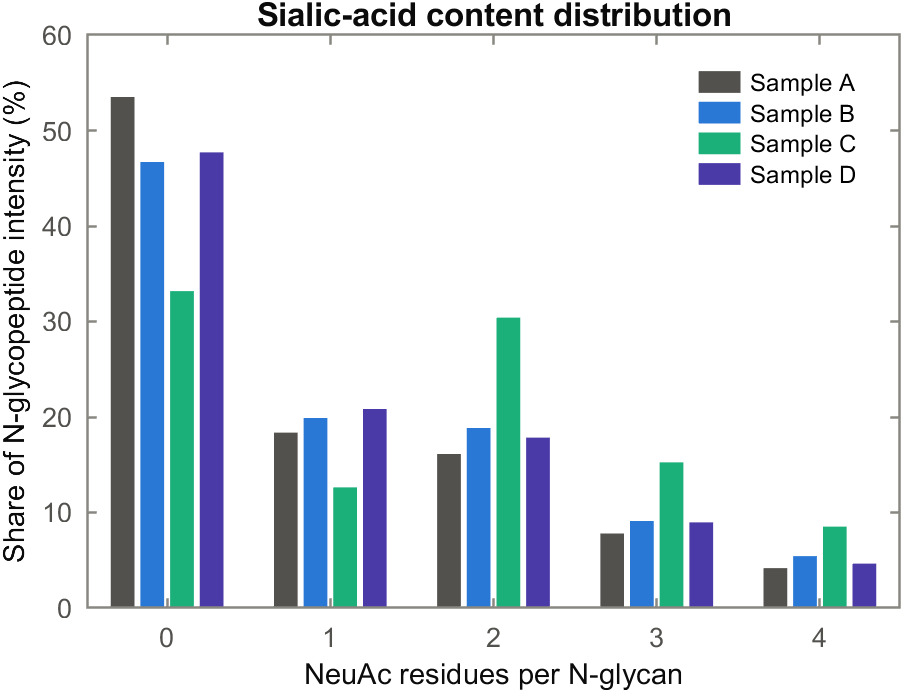 Sialic-acid content distribution
Share of N-glycopeptide intensity (%)
60
50
40
30
20
10
0
Sample A
Sample B
Sample C
Sample D
0 1 2 3 4
NeuAc residues per N-glycan